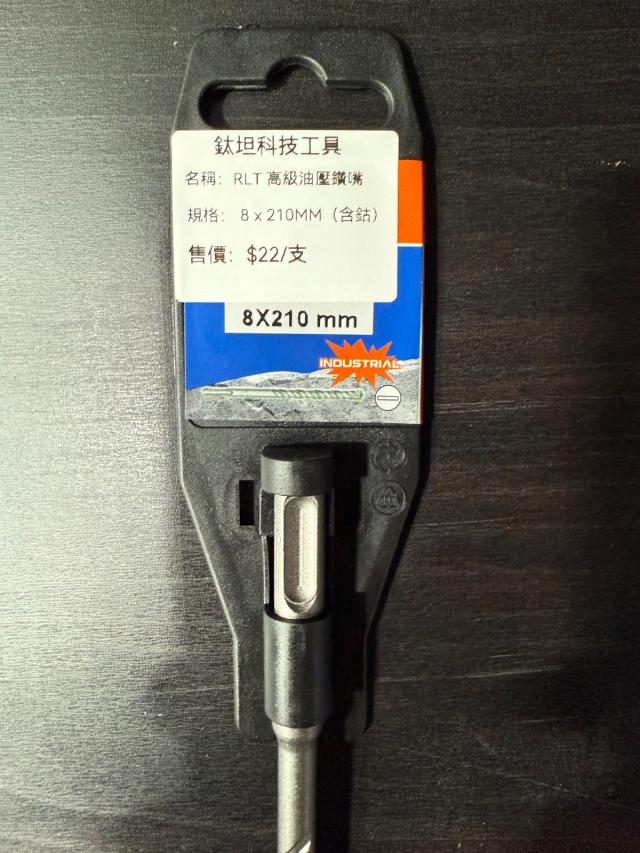 鈦坦科技工具
名稱：RLT 高級油壓鑽嘴
規格： 8 x 210MM（含鈷）
售價：$22/支
8X210 mm
INDUSTRIAL